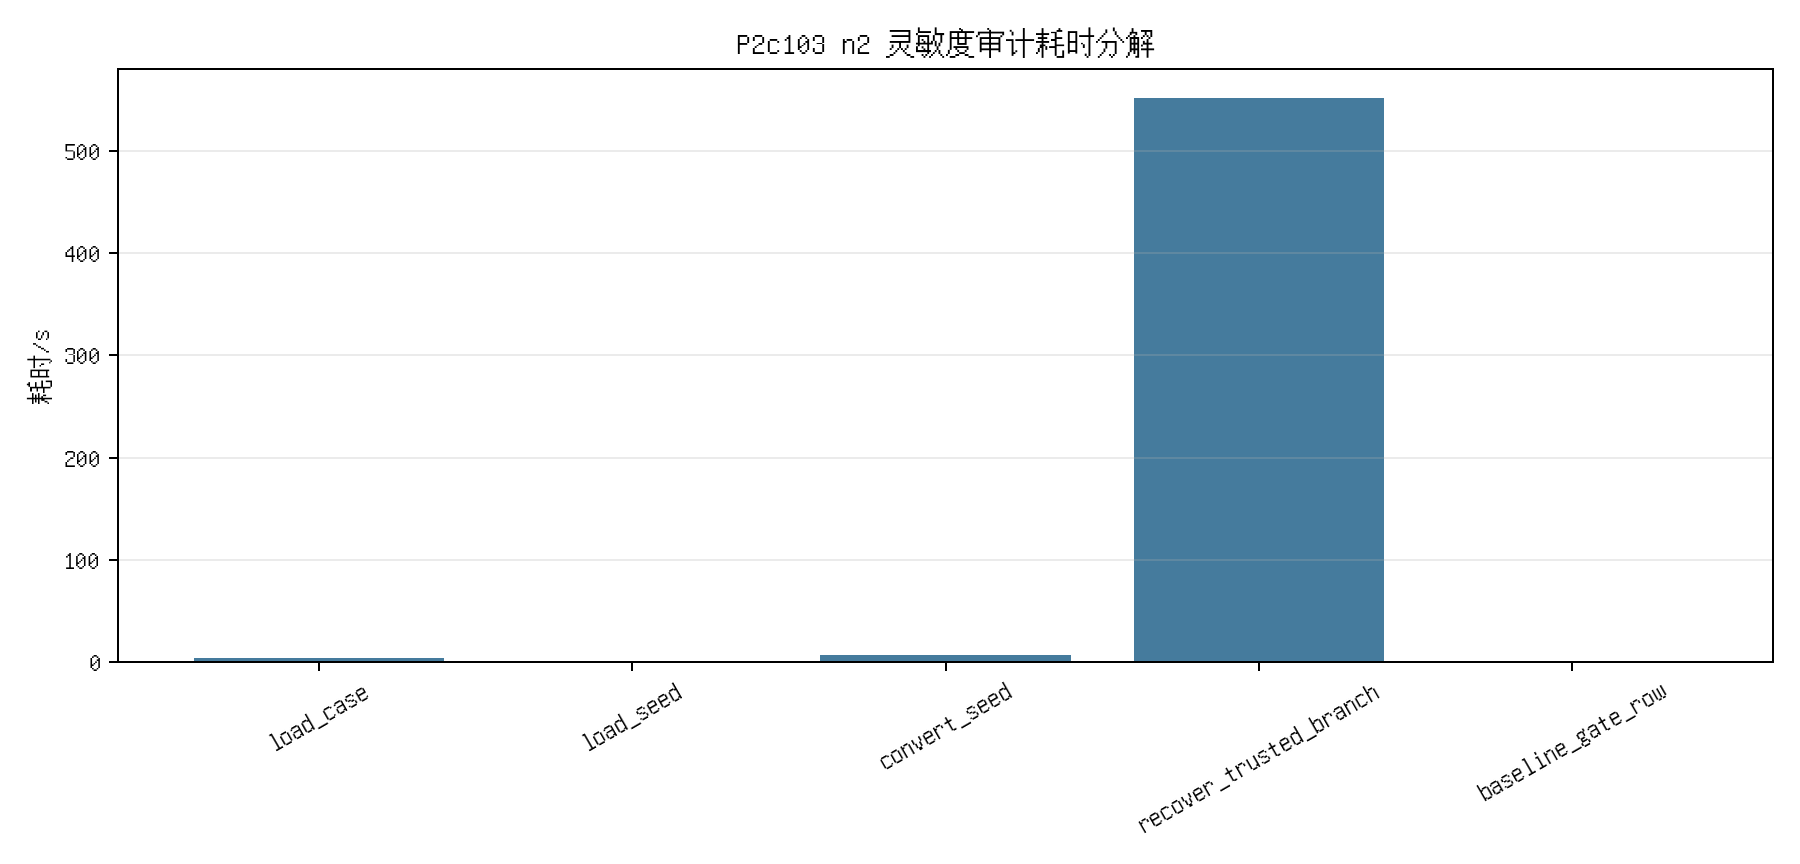 P2c103 n2 灵敏度审计耗时分解
耗时/s
500
400
300
200
100
0
load_case
load_seed
convert_seed
recover_trusted_branch
baseline_gate_row